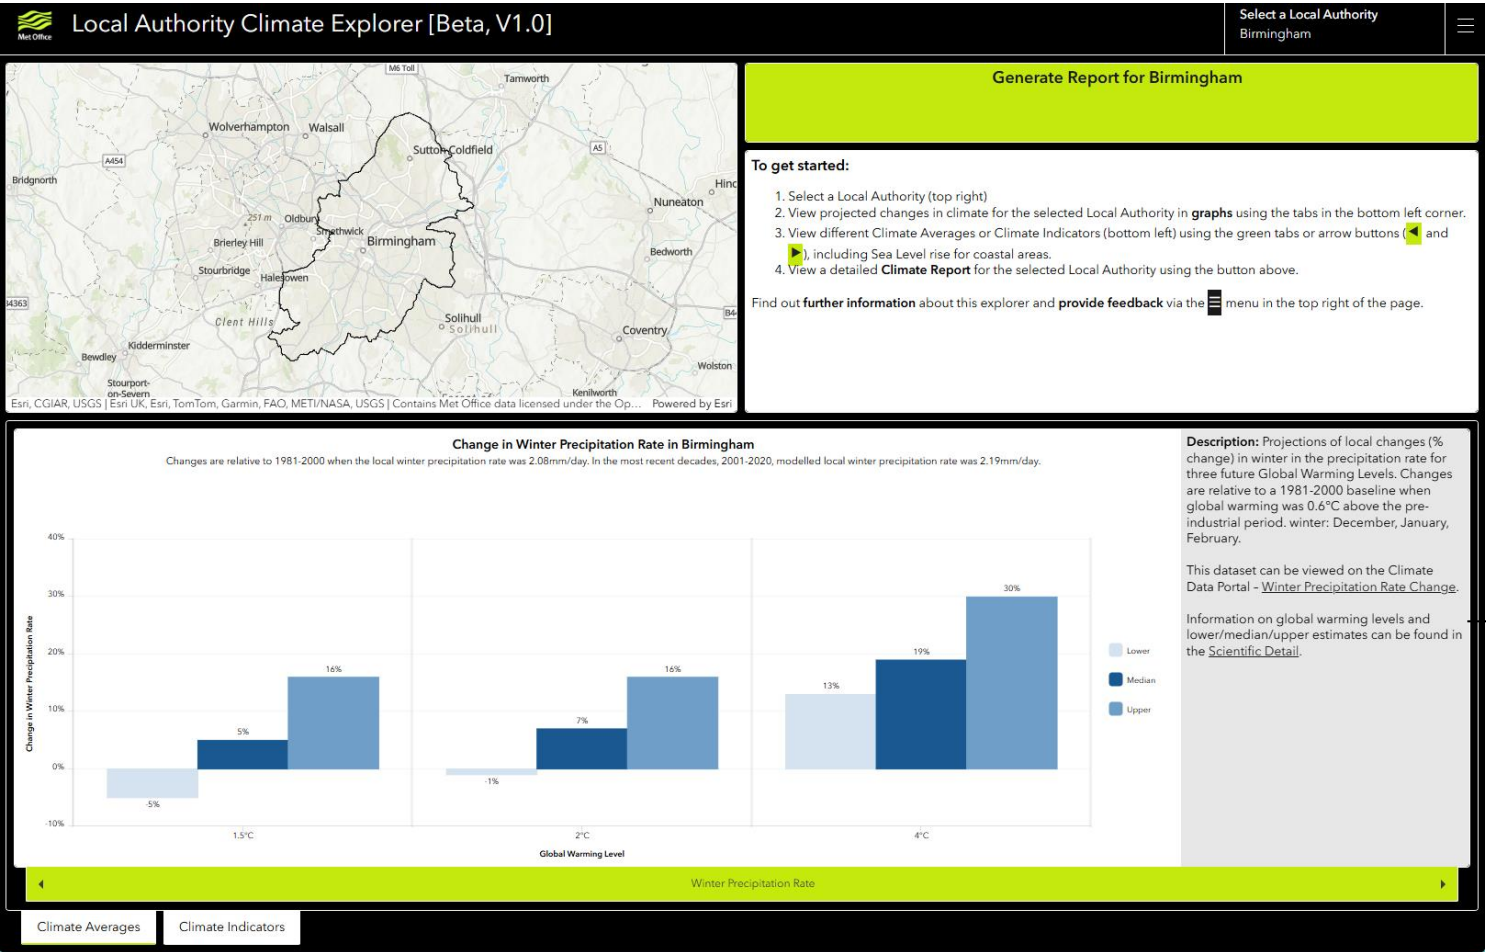 Met Office
Local Authority Climate Explorer [Beta, V1.0]
Select a Local Authority
Birmingham
M6 Toll
Tamworth
Wolverhampton
Walsall
Sutton Coldfield
A5
A454
Bridgnorth
Hinc
Nuneaton
251 m
Oldbury
Smethwick
Brierley Hill
Birmingham
Bedworth
Stourbridge
Halesowen
4363
Clent Hills
Solihull
Solihull
B4
Coventry
Kidderminster
Bewdley
Wolston
Stourport-
on-Severn
Kenilworth
Esri, CGIAR, USGS | Esri UK, Esri, TomTom, Garmin, FAO, METI/NASA, USGS | Contains Met Office data licensed under the Op... Powered by Esri
Generate Report for Birmingham
To get started:
1. Select a Local Authority (top right)
2. View projected changes in climate for the selected Local Authority in graphs using the tabs in the bottom left corner.
3. View different Climate Averages or Climate Indicators (bottom left) using the green tabs or arrow buttons (◀ and
▶), including Sea Level rise for coastal areas.
4. View a detailed Climate Report for the selected Local Authority using the button above.
Find out further information about this explorer and provide feedback via the ☰ menu in the top right of the page.
Change in Winter Precipitation Rate in Birmingham
Changes are relative to 1981-2000 when the local winter precipitation rate was 2.08mm/day. In the most recent decades, 2001-2020, modelled local winter precipitation rate was 2.19mm/day.
Change in Winter Precipitation Rate
40%
30%
20%
10%
0%
-10%
-5%
5%
16%
-1%
7%
16%
13%
19%
30%
1.5°C
2°C
4°C
Global Warming Level
Lower
Median
Upper
Description: Projections of local changes (%
change) in winter in the precipitation rate for
three future Global Warming Levels. Changes
are relative to a 1981-2000 baseline when
global warming was 0.6°C above the pre-
industrial period. winter: December, January,
February.
This dataset can be viewed on the Climate
Data Portal – Winter Precipitation Rate Change.
Information on global warming levels and
lower/median/upper estimates can be found in
the Scientific Detail.
Winter Precipitation Rate
Climate Averages
Climate Indicators